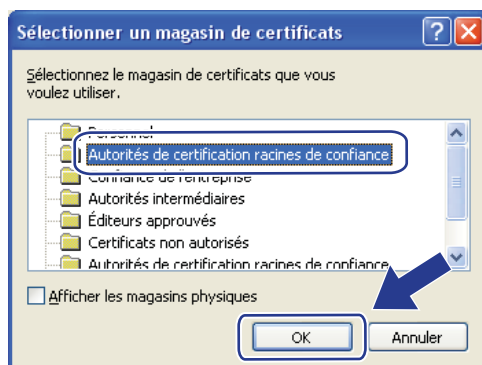 Sélectionner un magasin de certificats
Sélectionnez le magasin de certificats que vous
voulez utiliser.
Personnel
Autorités de certification racines de confiance
Confiance de l'entreprise
Autorités intermédiaires
Éditeurs approuvés
Certificats non autorisés
Autorités de certification racines de confiance
Afficher les magasins physiques
OK
Annuler